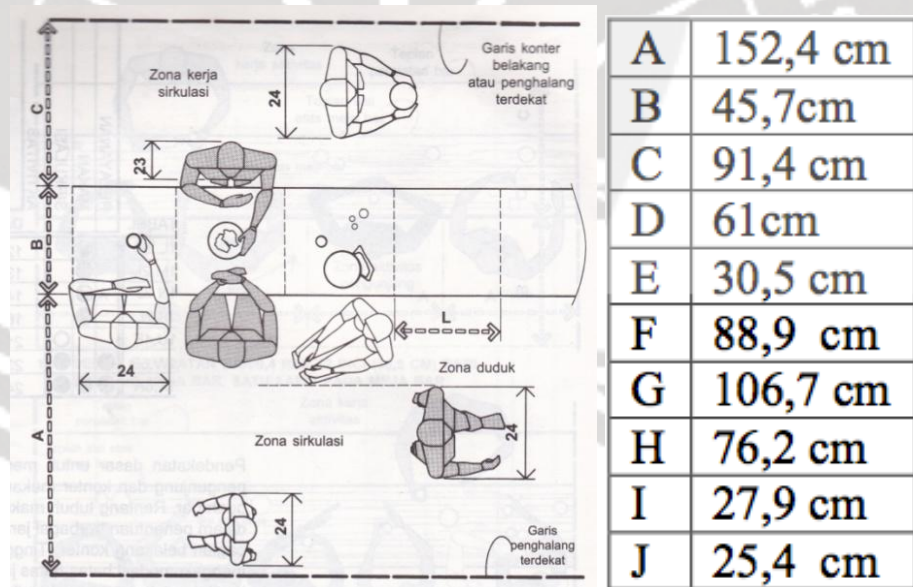 Zona kerja
sirkulasi
Garis konter
belakang
atau penghalang
terdekat
C
24
23
B
L
24
Zona duduk
A
Zona sirkulasi
24
24
Garis
penghalang
terdekat
A 152,4 cm
B 45,7cm
C 91,4 cm
D 61cm
E 30,5 cm
F 88,9 cm
G 106,7 cm
H 76,2 cm
I 27,9 cm
J 25,4 cm